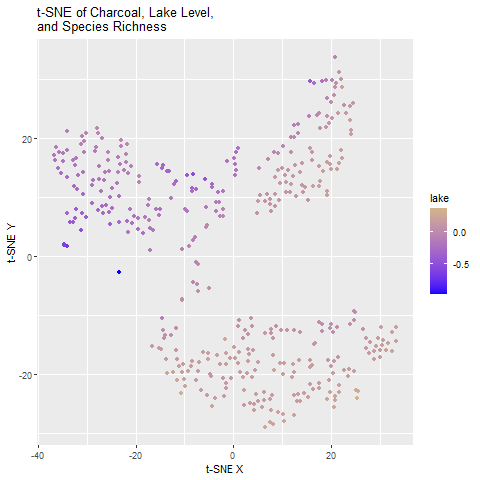 t-SNE of Charcoal, Lake Level,
and Species Richness
20
0
-20
t-SNE Y
-40
-20
0
20
t-SNE X
lake
0.0
-0.5